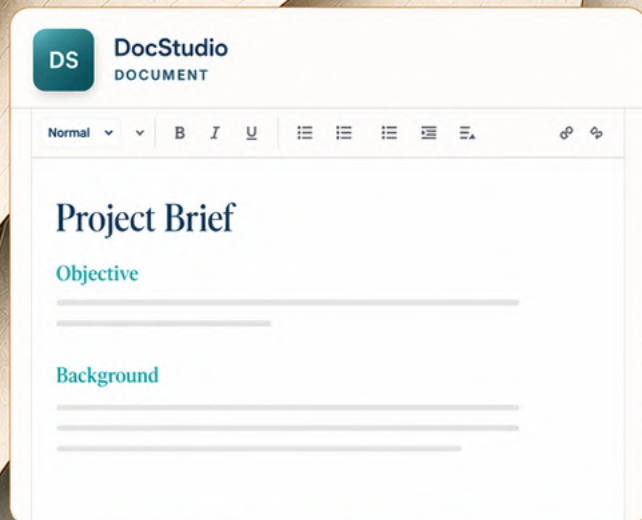 DS
DocStudio
DOCUMENT
Normal
B I U
Project Brief
Objective
Background